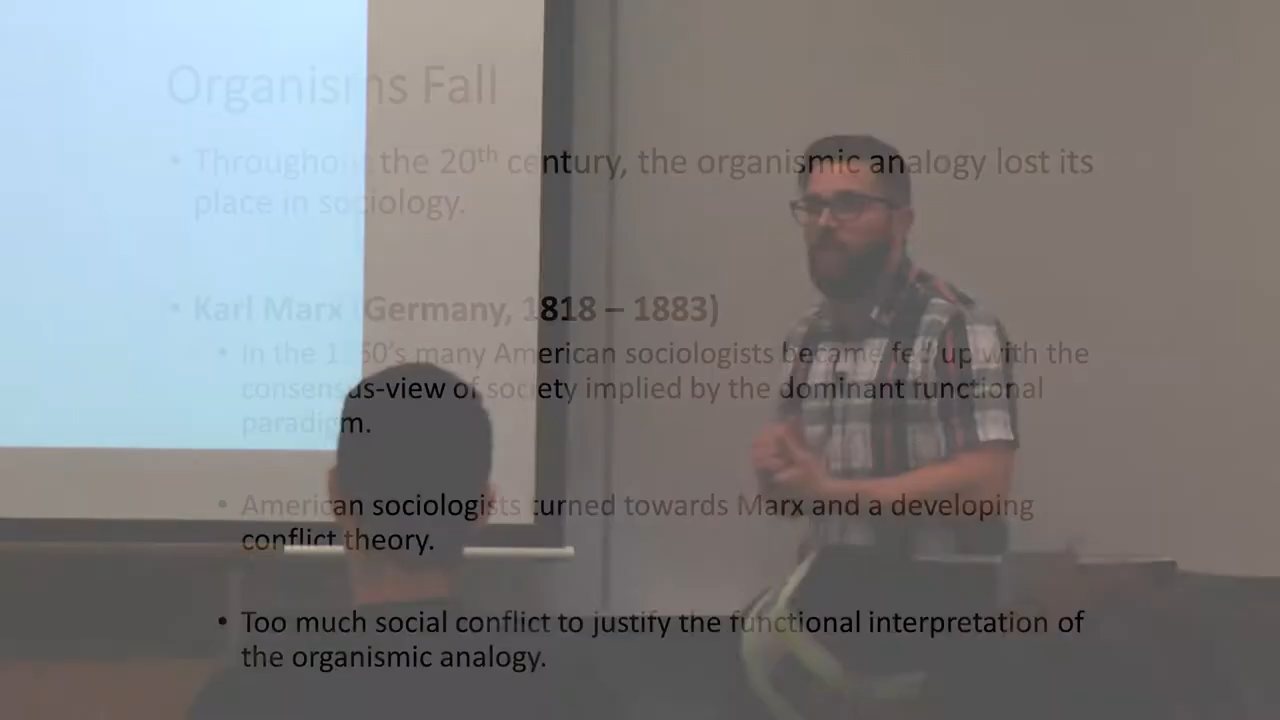 Organisms Fall
• Throughout the 20th century, the organismic analogy lost its
place in sociology.
• Karl Marx (Germany, 1818 – 1883)
• In the 1960's many American sociologists became fed up with the
consensus-view of society implied by the dominant functional
paradigm.
• American sociologists turned towards Marx and a developing
conflict theory.
• Too much social conflict to justify the functional interpretation of
the organismic analogy.